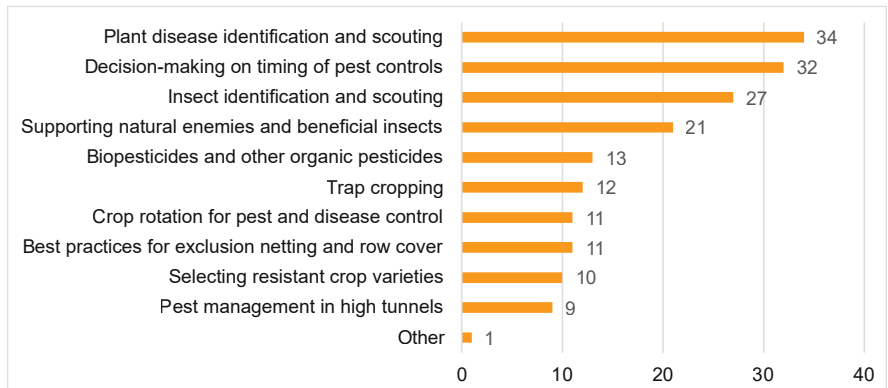 Plant disease identification and scouting 34
Decision-making on timing of pest controls 32
Insect identification and scouting 27
Supporting natural enemies and beneficial insects 21
Biopesticides and other organic pesticides 13
Trap cropping 12
Crop rotation for pest and disease control 11
Best practices for exclusion netting and row cover 11
Selecting resistant crop varieties 10
Pest management in high tunnels 9
Other 1
0 10 20 30 40